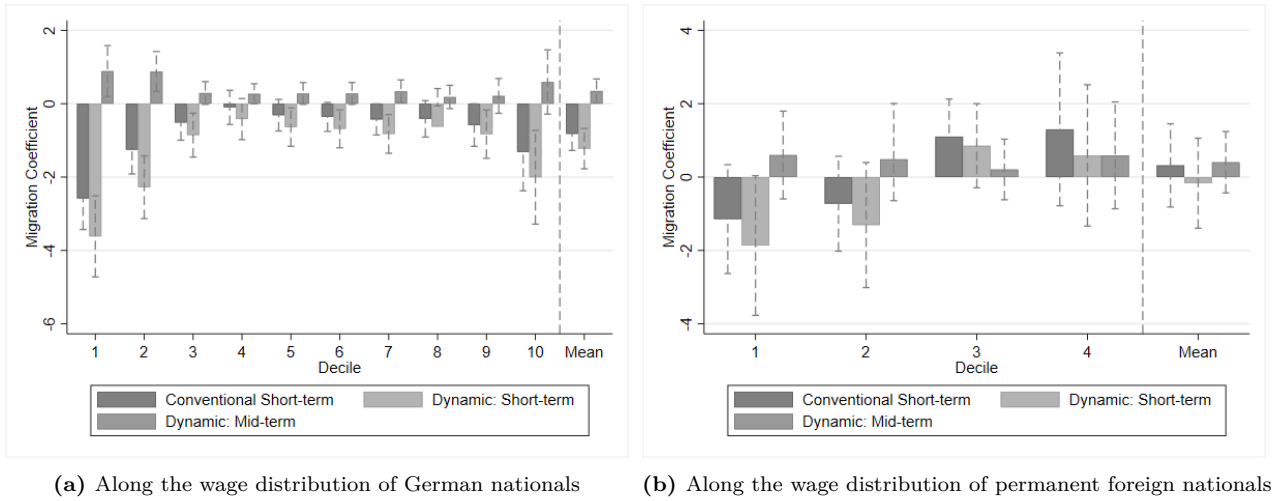 2
0
-2
-4
-6
Migration Coefficient
1 2 3 4 5 6 7 8 9 10 Mean
Decile
Conventional Short-term Dynamic: Short-term
Dynamic: Mid-term
(a) Along the wage distribution of German nationals
4
2
0
-2
-4
Migration Coefficient
1 2 3 4 Mean
Decile
Conventional Short-term Dynamic: Short-term
Dynamic: Mid-term
(b) Along the wage distribution of permanent foreign nationals